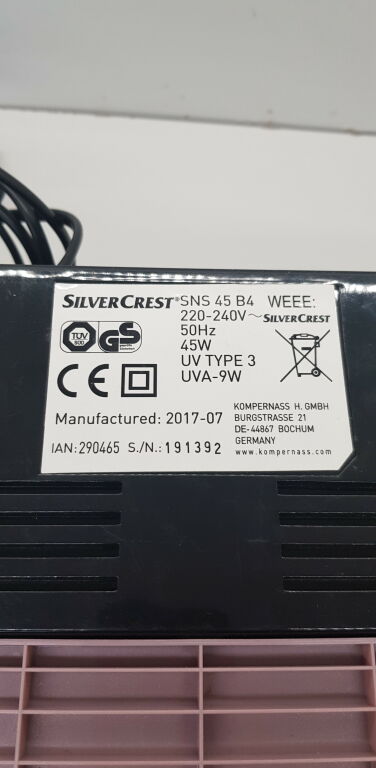 SILVERCREST® SNS 45 B4 WEEE:
220-240V~ SILVERCREST
50Hz
TÜV SÜD GS 45W
UV TYPE 3
CE UVA-9W
Manufactured: 2017-07
IAN: 290465 S./N.: 191392
KOMPERNASS H. GMBH
BURGSTRASSE 21
DE-44867 BOCHUM
GERMANY
www.kompernass.com